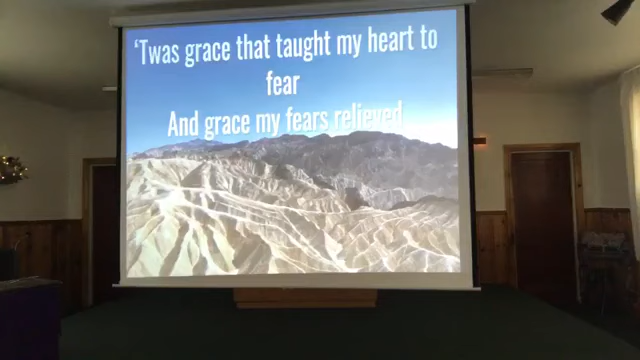 ‘Twas grace that taught my heart to
fear
And grace my fears relieved